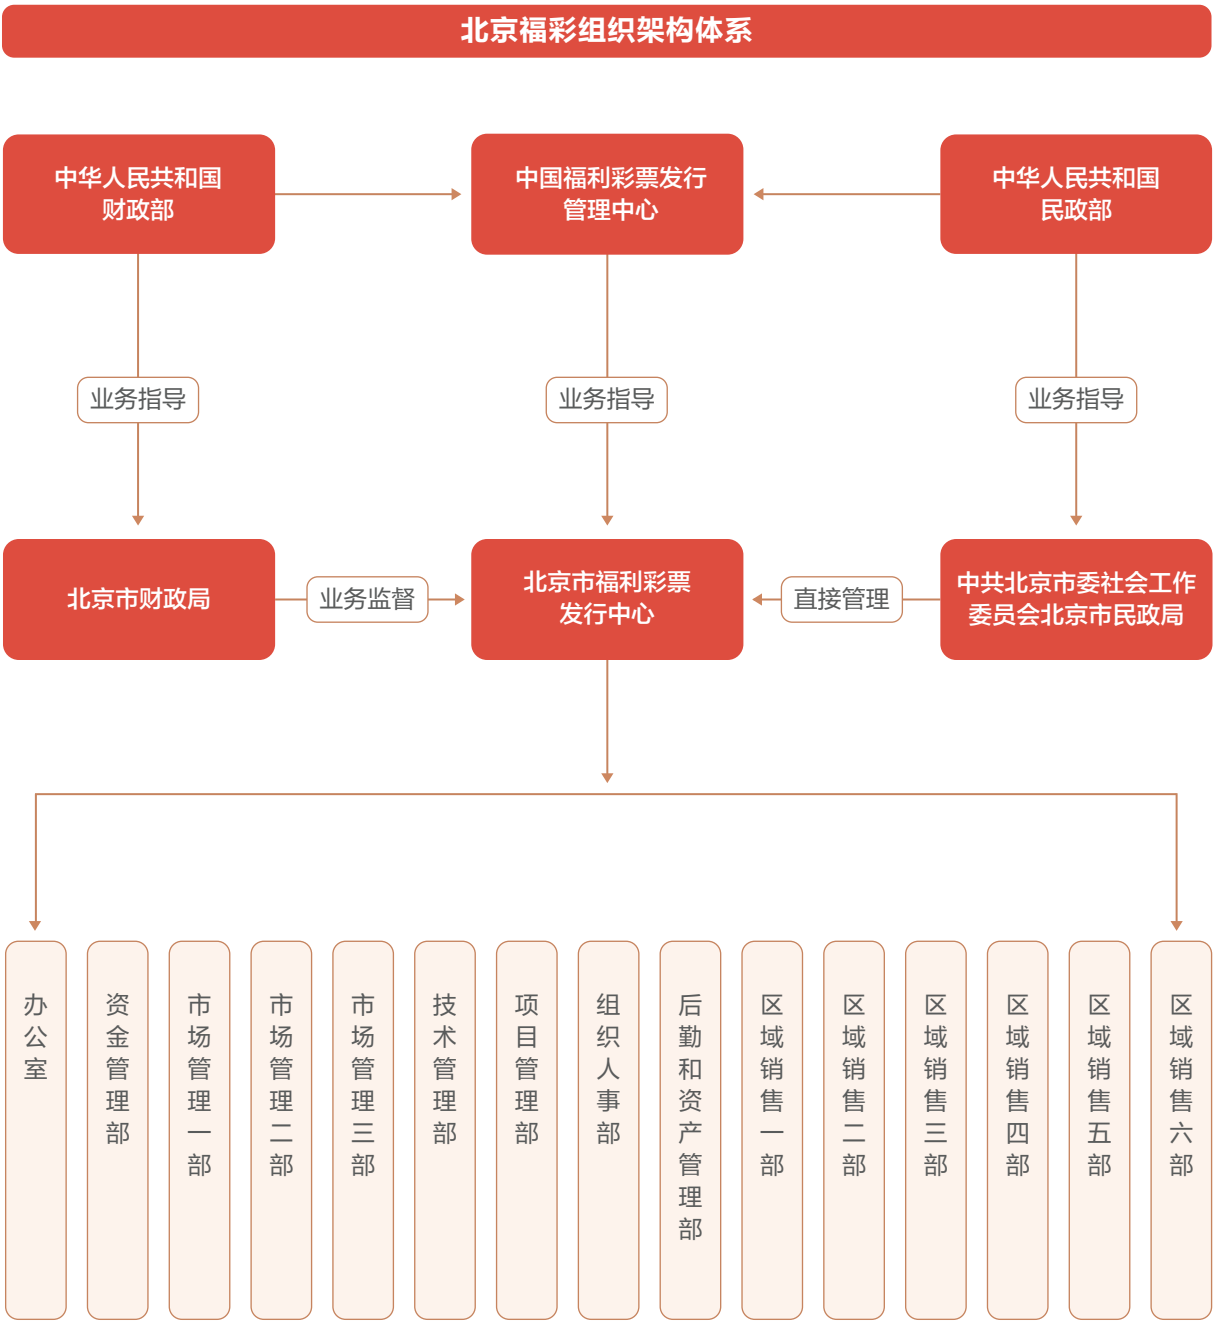 北京福彩组织架构体系
中华人民共和国
财政部
中国福利彩票发行
管理中心
中华人民共和国
民政部
业务指导
业务指导
业务指导
北京市财政局
业务监督
北京市福利彩票
发行中心
直接管理
中共北京市委社会工作
委员会北京市民政局
办公室
资金管理部
市场管理一部
市场管理二部
市场管理三部
技术管理部
项目管理部
组织人事部
后勤和资产管理部
区域销售一部
区域销售二部
区域销售三部
区域销售四部
区域销售五部
区域销售六部